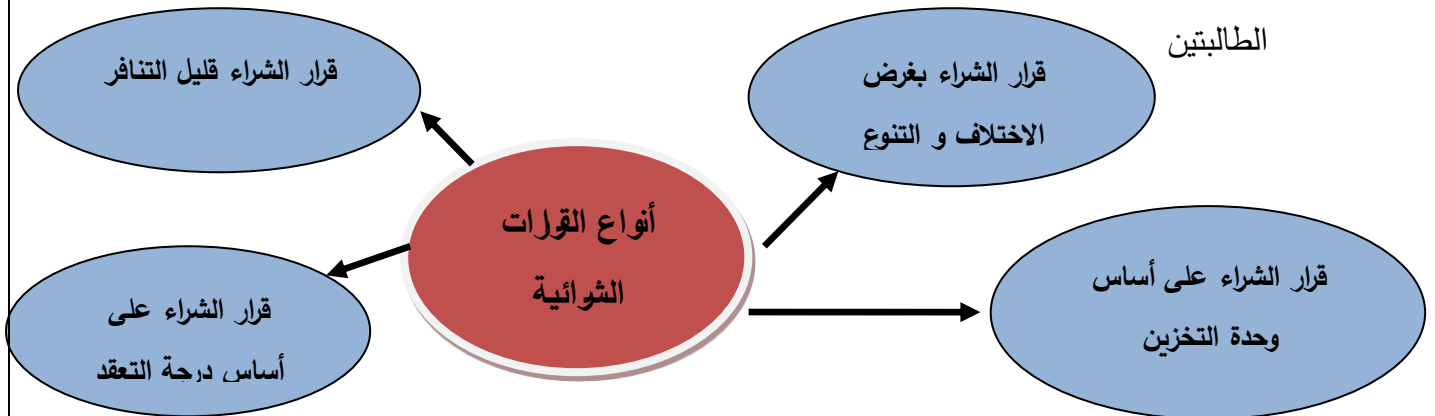 الطالبتين
قرار الشراء بغرض
الاختلاف و التنوع
قرار الشراء قليل التنافر
أنواع القرارات
الشرائية
قرار الشراء على أساس
وحدة التخزين
قرار الشراء على
أساس درجة التعقد